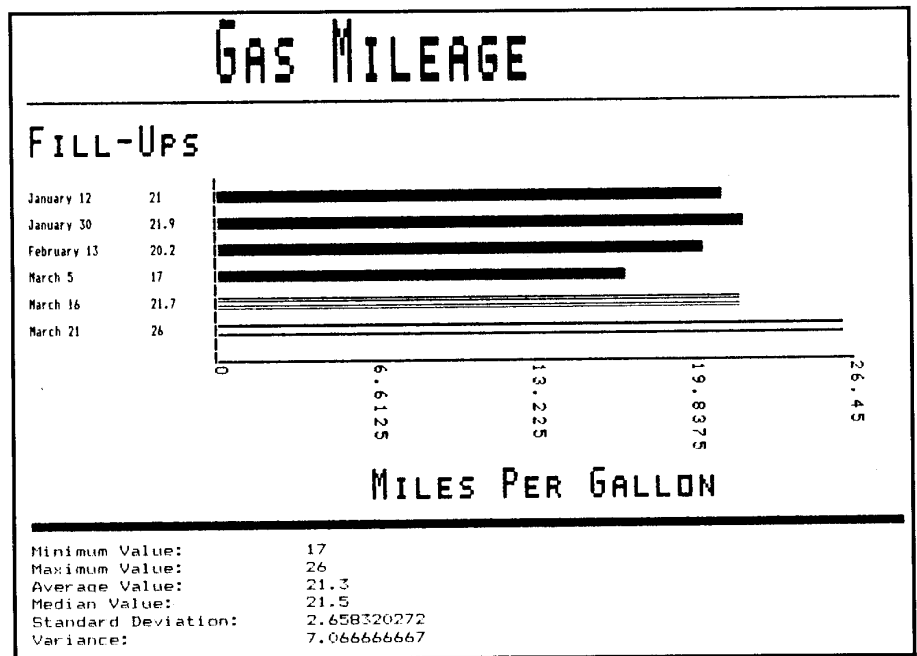 GAS MILEAGE
FILL-UPS
January 12 21
January 30 21.9
February 13 20.2
March 5 17
March 16 21.7
March 21 26
0 6.6125 13.225 19.8375 26.45
MILES PER GALLON
Minimum Value: 17
Maximum Value: 26
Average Value: 21.3
Median Value: 21.5
Standard Deviation: 2.658320272
Variance: 7.066666667